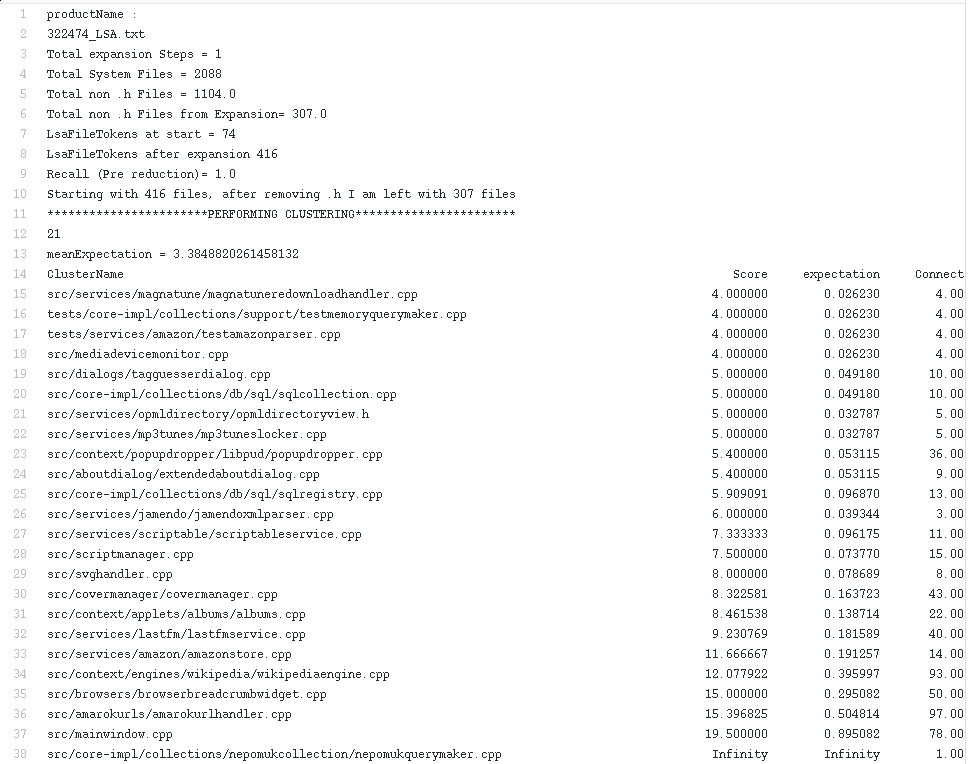 1 productName :
2 322474_LSA.txt
3 Total expansion Steps = 1
4 Total System Files = 2088
5 Total non .h Files = 1104.0
6 Total non .h Files from Expansion= 307.0
7 LsaFileTokens at start = 74
8 LsaFileTokens after expansion 416
9 Recall (Pre reduction)= 1.0
10 Starting with 416 files, after removing .h I am left with 307 files
11 ***********************PERFORMING CLUSTERING***********************
12 21
13 meanExpectation = 3.3848820261458132
14 ClusterName Score expectation Connect
15 src/services/magnatune/magnatuneredownloadhandler.cpp 4.000000 0.026230 4.00
16 tests/core-impl/collections/support/testmemoryquerymaker.cpp 4.000000 0.026230 4.00
17 tests/services/amazon/testamazonparser.cpp 4.000000 0.026230 4.00
18 src/mediadevicemonitor.cpp 4.000000 0.026230 4.00
19 src/dialogs/tagguesserdialog.cpp 5.000000 0.049180 10.00
20 src/core-impl/collections/db/sql/sqlcollection.cpp 5.000000 0.049180 10.00
21 src/services/opmldirectory/opmldirectoryview.h 5.000000 0.032787 5.00
22 src/services/mp3tunes/mp3tuneslocker.cpp 5.000000 0.032787 5.00
23 src/context/popupdropper/libpud/popupdropper.cpp 5.400000 0.053115 36.00
24 src/aboutdialog/extendedaboutdialog.cpp 5.400000 0.053115 9.00
25 src/core-impl/collections/db/sql/sqlregistry.cpp 5.909091 0.096870 13.00
26 src/services/jamendo/jamendoxmlparser.cpp 6.000000 0.039344 3.00
27 src/services/scriptable/scriptableservice.cpp 7.333333 0.096175 11.00
28 src/scriptmanager.cpp 7.500000 0.073770 15.00
29 src/svghandler.cpp 8.000000 0.078689 8.00
30 src/covermanager/covermanager.cpp 8.322581 0.163723 43.00
31 src/context/applets/albums/albums.cpp 8.461538 0.138714 22.00
32 src/services/lastfm/lastfmservice.cpp 9.230769 0.181589 40.00
33 src/services/amazon/amazonstore.cpp 11.666667 0.191257 14.00
34 src/context/engines/wikipedia/wikipediaengine.cpp 12.077922 0.395997 93.00
35 src/browsers/browserbreadcrumbwidget.cpp 15.000000 0.295082 50.00
36 src/amarokurls/amarokurlhandler.cpp 15.396825 0.504814 97.00
37 src/mainwindow.cpp 19.500000 0.895082 78.00
38 src/core-impl/collections/nepomukcollection/nepomukquerymaker.cpp Infinity Infinity 1.00